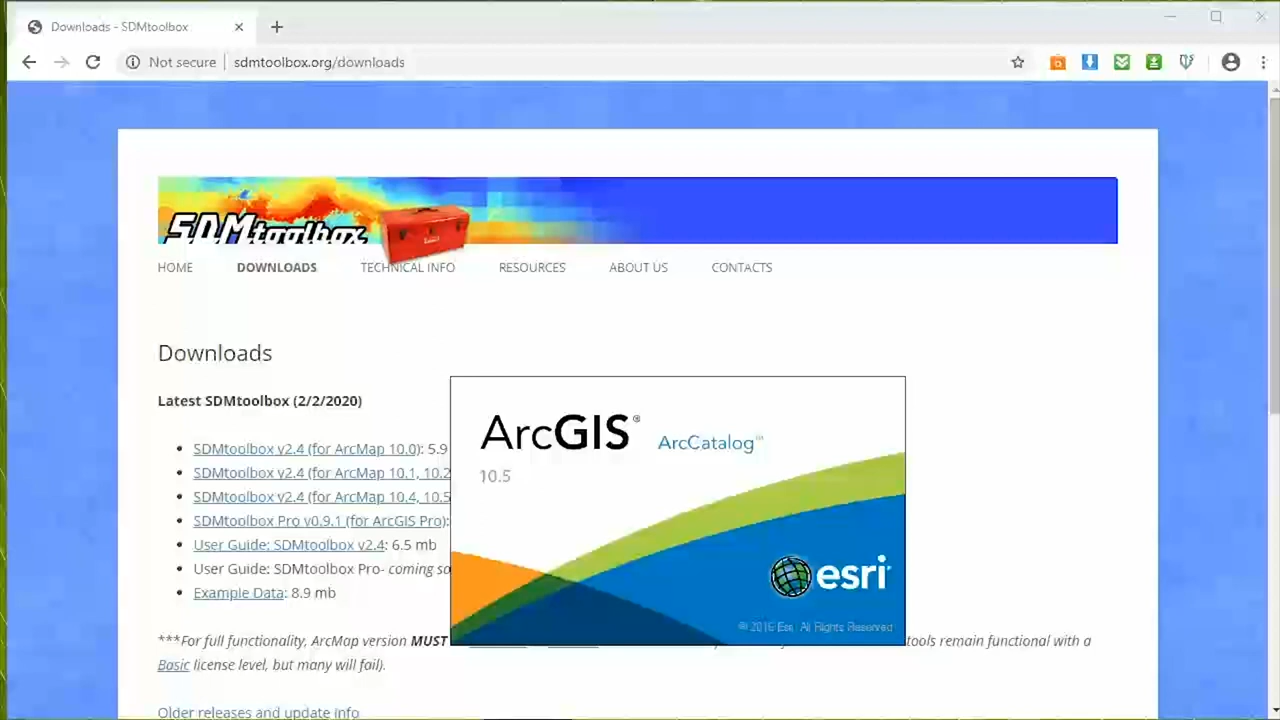 Downloads - SDMtoolbox
Not secure
sdmtoolbox.org/downloads
SDMtoolbox
HOME
DOWNLOADS
TECHNICAL INFO
RESOURCES
ABOUT US
CONTACTS
Downloads
Latest SDMtoolbox (2/2/2020)
SDMtoolbox v2.4 (for ArcMap 10.0): 5.9
SDMtoolbox v2.4 (for ArcMap 10.1, 10.2
SDMtoolbox v2.4 (for ArcMap 10.4, 10.5
SDMtoolbox Pro v0.9.1 (for ArcGIS Pro):
User Guide: SDMtoolbox v2.4: 6.5 mb
User Guide: SDMtoolbox Pro- coming so
Example Data: 8.9 mb
***For full functionality, ArcMap version MUST
tools remain functional with a
Basic license level, but many will fail).
Older releases and update info
ArcGIS® ArcCatalog™
10.5
esri
© 2016 Esri. All Rights Reserved